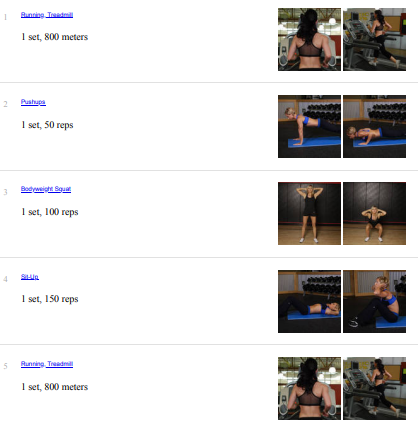 1
Running, Treadmill
1 set, 800 meters
2
Pushups
1 set, 50 reps
3
Bodyweight Squat
1 set, 100 reps
4
Sit-Up
1 set, 150 reps
5
Running, Treadmill
1 set, 800 meters